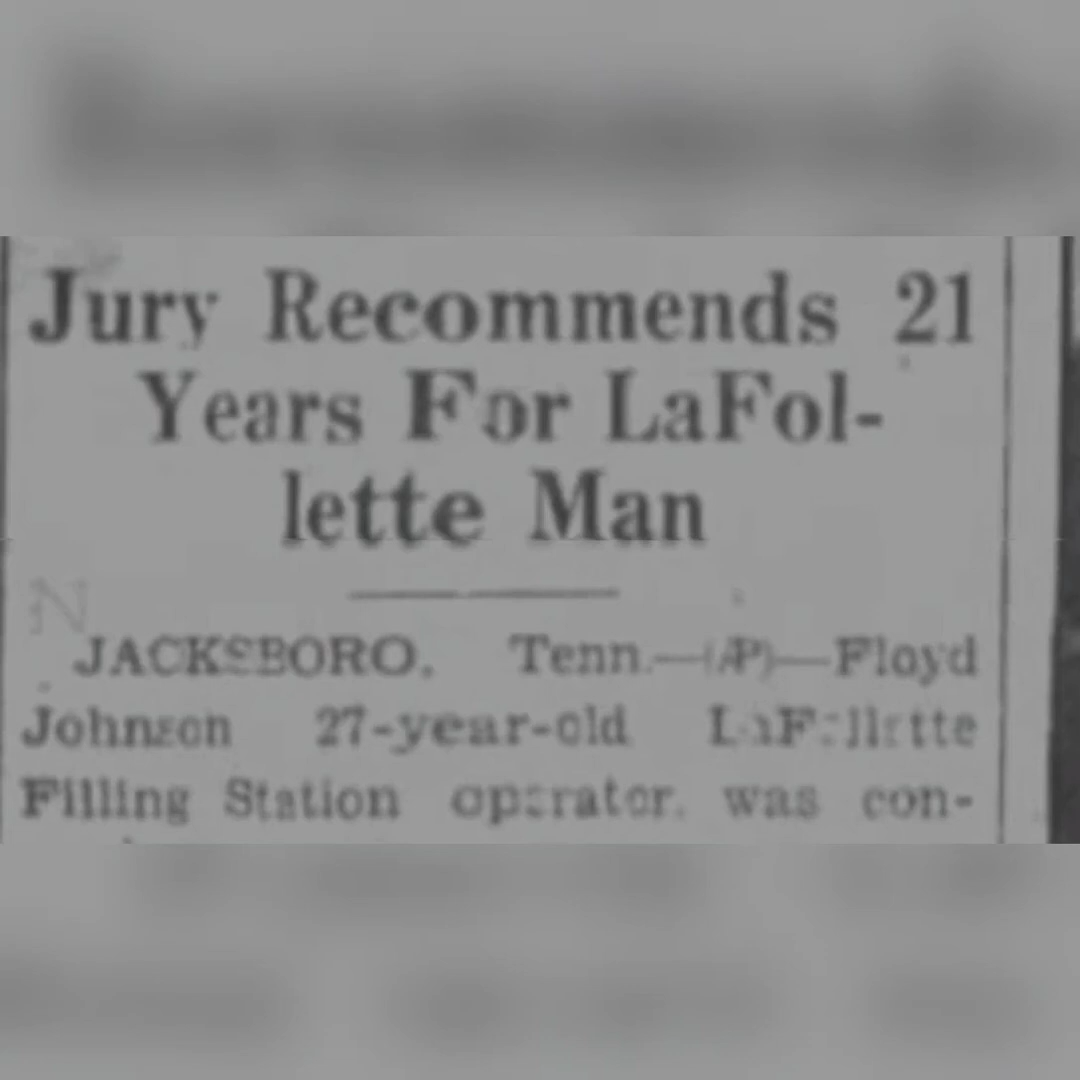 Jury Recommends 21
Years For LaFol-
lette Man
JACKSBORO, Tenn.—(AP)—Floyd
Johnson 27-year-old LaFollette
Filling Station operator, was con-